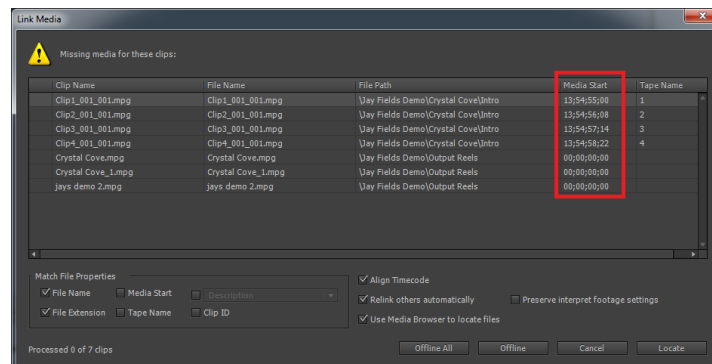 Link Media
Missing media for these clips:
Clip Name File Name File Path Media Start Tape Name
Clip1_001_001.mpg Clip1_001_001.mpg \Jay Fields Demo\Crystal Cove\Intro 13;54;55;00 1
Clip2_001_001.mpg Clip2_001_001.mpg \Jay Fields Demo\Crystal Cove\Intro 13;54;56;08 2
Clip3_001_001.mpg Clip3_001_001.mpg \Jay Fields Demo\Crystal Cove\Intro 13;54;57;14 3
Clip4_001_001.mpg Clip4_001_001.mpg \Jay Fields Demo\Crystal Cove\Intro 13;54;58;22 4
Crystal Cove.mpg Crystal Cove.mpg \Jay Fields Demo\Output Reels 00;00;00;00
Crystal Cove_1.mpg Crystal Cove_1.mpg \Jay Fields Demo\Output Reels 00;00;00;00
jays demo 2.mpg jays demo 2.mpg \Jay Fields Demo\Output Reels 00;00;00;00
Match File Properties
File Name Media Start Description
File Extension Tape Name Clip ID
Align Timecode
Relink others automatically Preserve interpret footage settings
Use Media Browser to locate files
Processed 0 of 7 clips Offline All Offline Cancel Locate